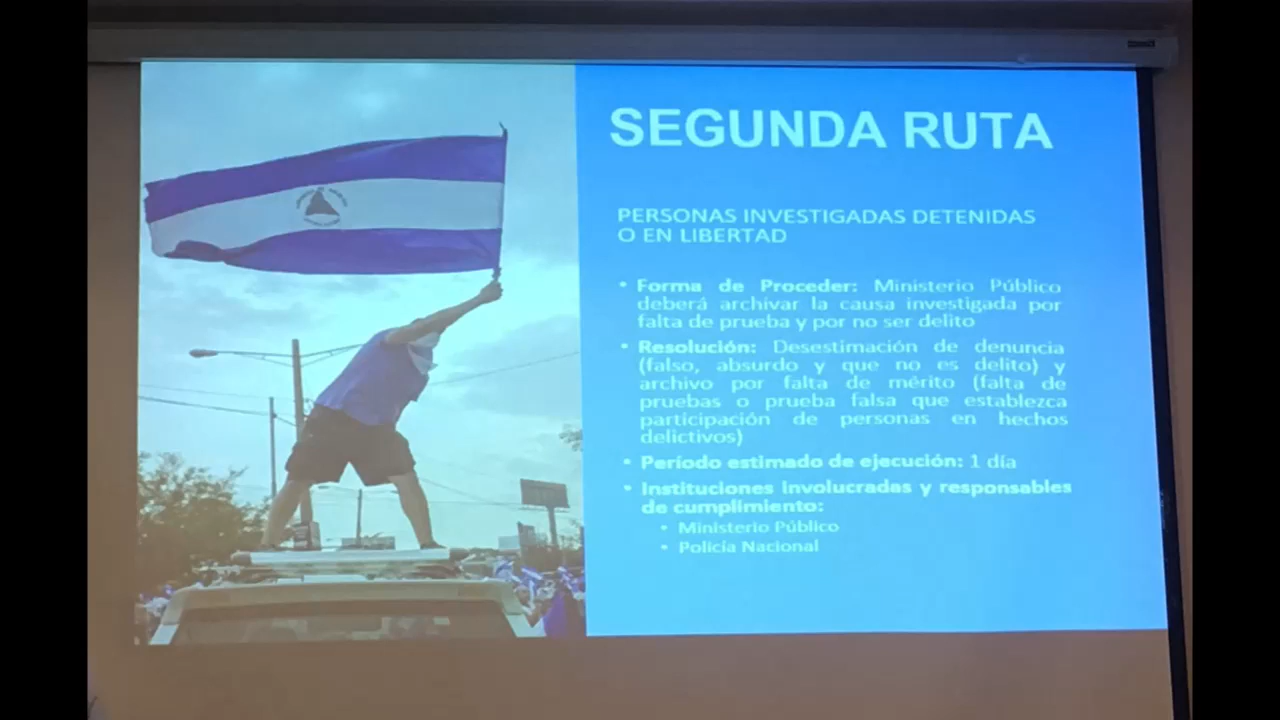 SEGUNDA RUTA
PERSONAS INVESTIGADAS DETENIDAS
O EN LIBERTAD
• Forma de Proceder: Ministerio Público
deberá archivar la causa investigada por
falta de prueba y por no ser delito
• Resolución: Desestimación de denuncia
(falso, absurdo y que no es delito) y
archivo por falta de mérito (falta de
pruebas o prueba falsa que establezca
participación de personas en hechos
delictivos)
• Período estimado de ejecución: 1 día
• Instituciones involucradas y responsables
de cumplimiento:
• Ministerio Público
• Policía Nacional